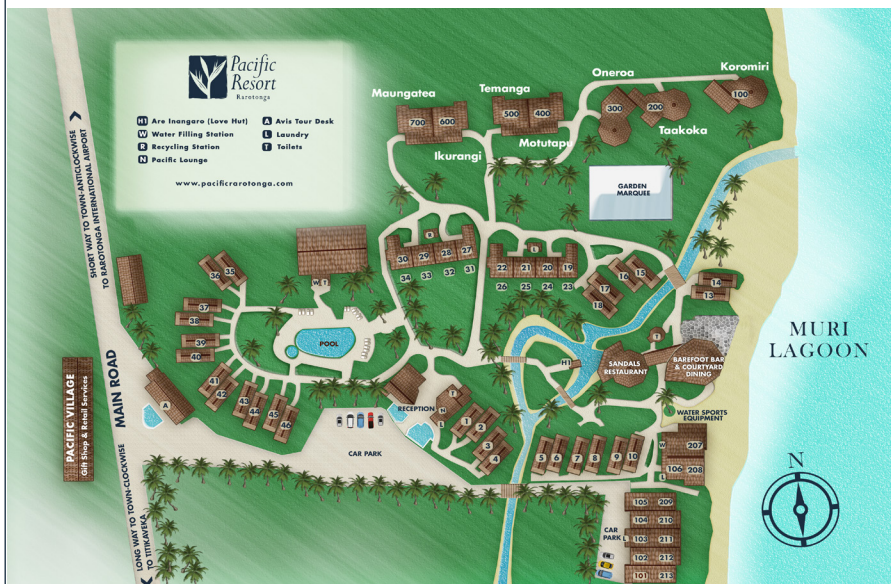 Pacific
Resort
Rarotonga
H1 Are Inangaro (Love Hut)
W Water Filling Station
R Recycling Station
N Pacific Lounge
A Avis Tour Desk
L Laundry
T Toilets
www.pacificrarotonga.com
Maungatea
700 600
Ikurangi
Temanga
500 400
Motutapu
Oneroa
300
200
Taakoka
Koromiri
100
GARDEN
MARQUEE
SHORT WAY TO TOWN-ANTICLOCKWISE
TO RAROTONGA INTERNATIONAL AIRPORT
MAIN ROAD
LONG WAY TO TOWN-CLOCKWISE
TO TITIKAVEKA
PACIFIC VILLAGE
Gift Shop & Retail Services
A
W T
36 35
37
38
39
40
41
42
43
44
45
46
POOL
R
30 29 28 27
34 33 32 31
L
22 21 20 19
26 25 24 23
18 17 16 15
14
13
MURI
LAGOON
T
H1
SANDALS
RESTAURANT
BAREFOOT BAR
& COURTYARD
DINING
WATER SPORTS
EQUIPMENT
RECEPTION
T
N
L
1
2
3
4
CAR PARK
5 6 7 8 9 10
W
207
106 208
L
105 209
104 210
103 211
102 212
101 213
CAR
PARK L
N